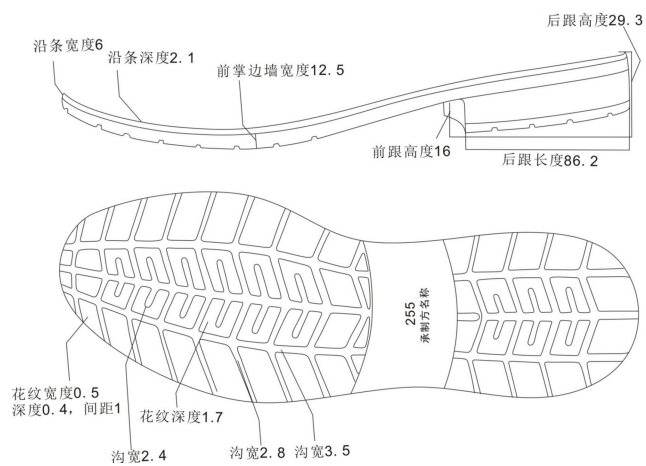 后跟高度29.3
沿条宽度6
沿条深度2.1
前掌边墙宽度12.5
前跟高度16
后跟长度86.2
255
承制方名称
花纹宽度0.5
深度0.4，间距1
花纹深度1.7
沟宽2.4
沟宽2.8
沟宽3.5